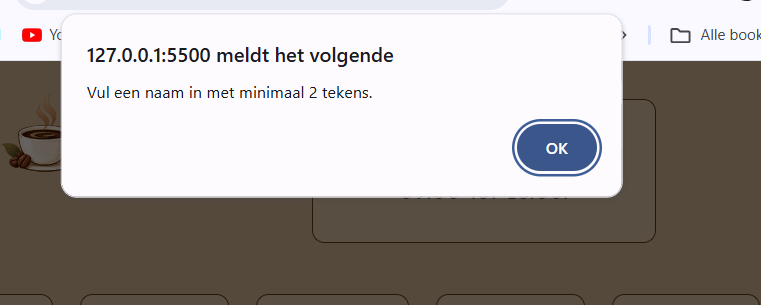 127.0.0.1:5500 meldt het volgende
Vul een naam in met minimaal 2 tekens.
OK
Alle book